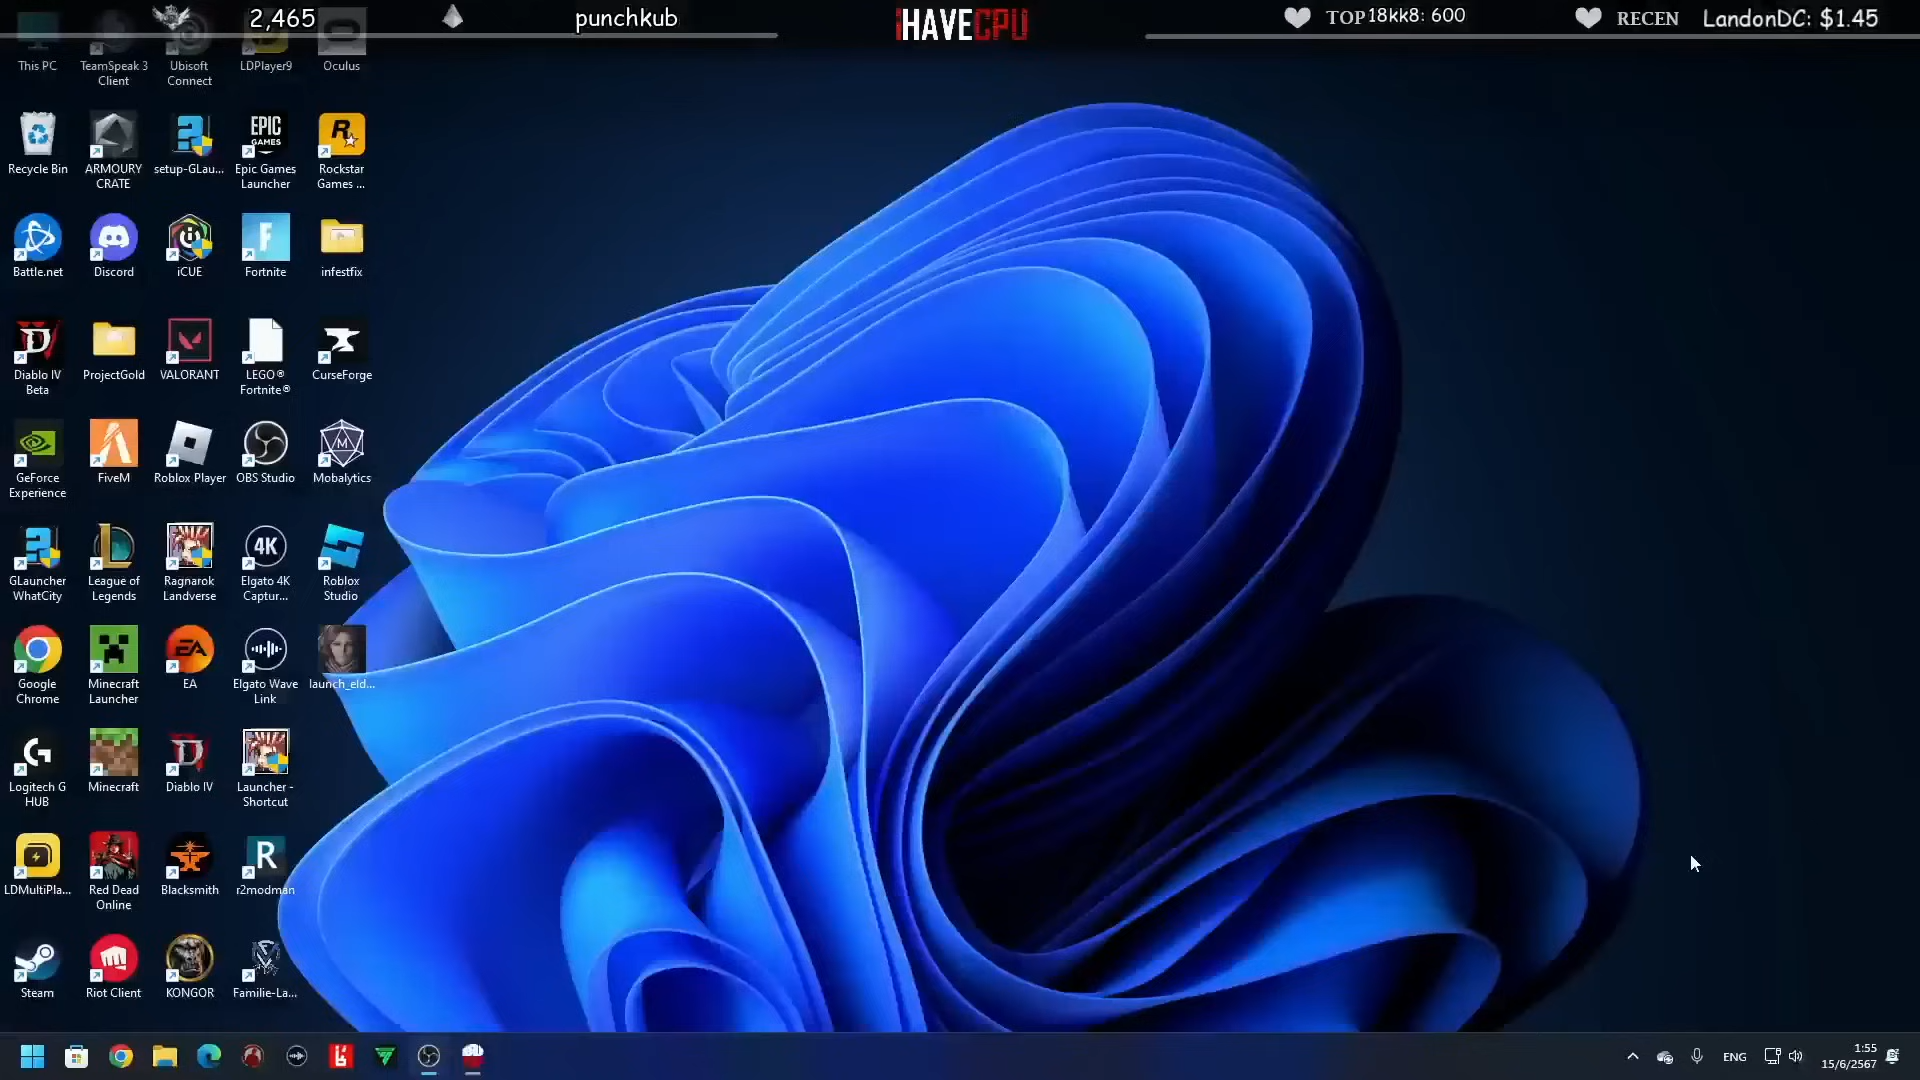 2,465
punchkub
iHAVECPU
TOP 18kk8: 600
RECEN LandonDC: $1.45
This PC
TeamSpeak 3 Client
Ubisoft Connect
LDPlayer9
Oculus
Recycle Bin
ARMOURY CRATE
setup-GLau...
EPIC GAMES
Epic Games Launcher
Rockstar Games ...
Battle.net
Discord
iCUE
Fortnite
infestfix
Diablo IV Beta
ProjectGold
VALORANT
LEGO® Fortnite®
CurseForge
GeForce Experience
FiveM
Roblox Player
OBS Studio
Mobalytics
GLauncher WhatCity
League of Legends
Ragnarok Landverse
4K
Elgato 4K Captur...
Roblox Studio
Google Chrome
Minecraft Launcher
EA
EA
Elgato Wave Link
launch_eld...
Logitech G HUB
Minecraft
Diablo IV
Launcher - Shortcut
LDMultiPla...
Red Dead Online
Blacksmith
R
r2modman
Steam
Riot Client
KONGOR
Familie-La...
ENG
1:55
15/6/2567